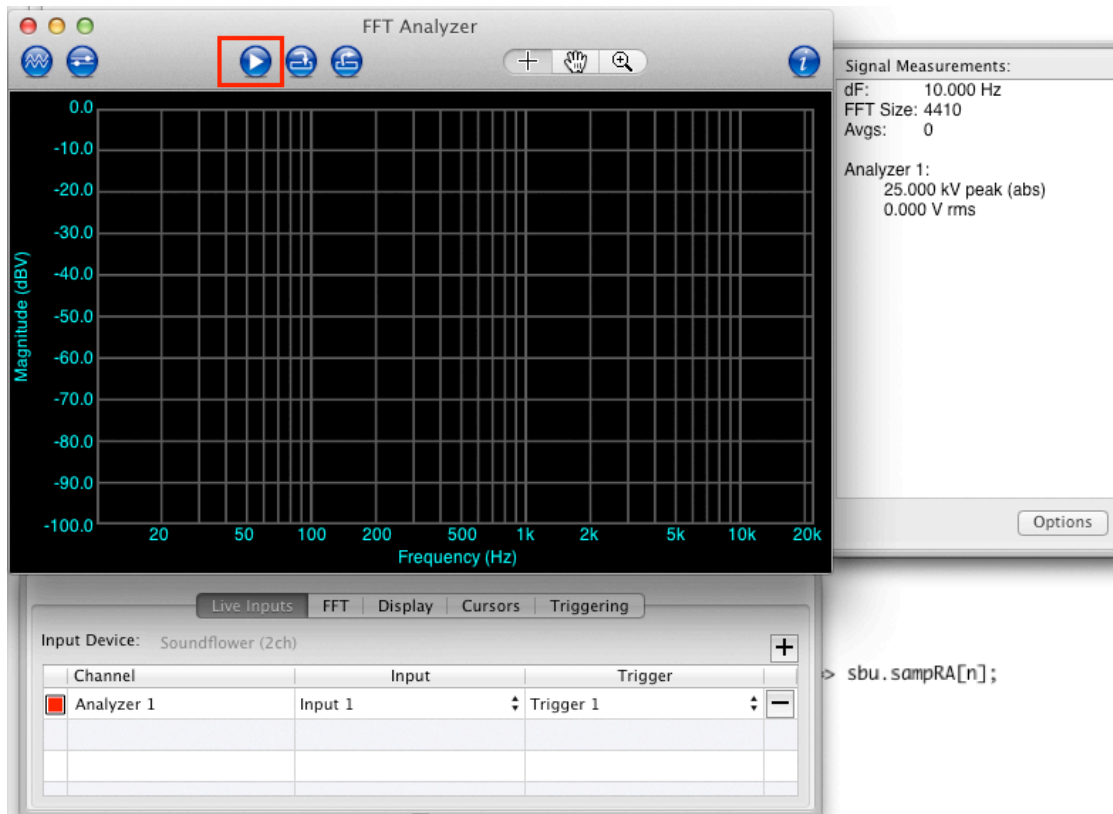 FFT Analyzer
i
Signal Measurements:
dF: 10.000 Hz
FFT Size: 4410
Avgs: 0
Analyzer 1:
25.000 kV peak (abs)
0.000 V rms
Options
Magnitude (dBV)
0.0
-10.0
-20.0
-30.0
-40.0
-50.0
-60.0
-70.0
-80.0
-90.0
-100.0
20 50 100 200 500 1k 2k 5k 10k 20k
Frequency (Hz)
Live Inputs FFT Display Cursors Triggering
Input Device: Soundflower (2ch)
+
Channel Input Trigger
Analyzer 1 Input 1 Trigger 1
> sbu.sampRA[n];